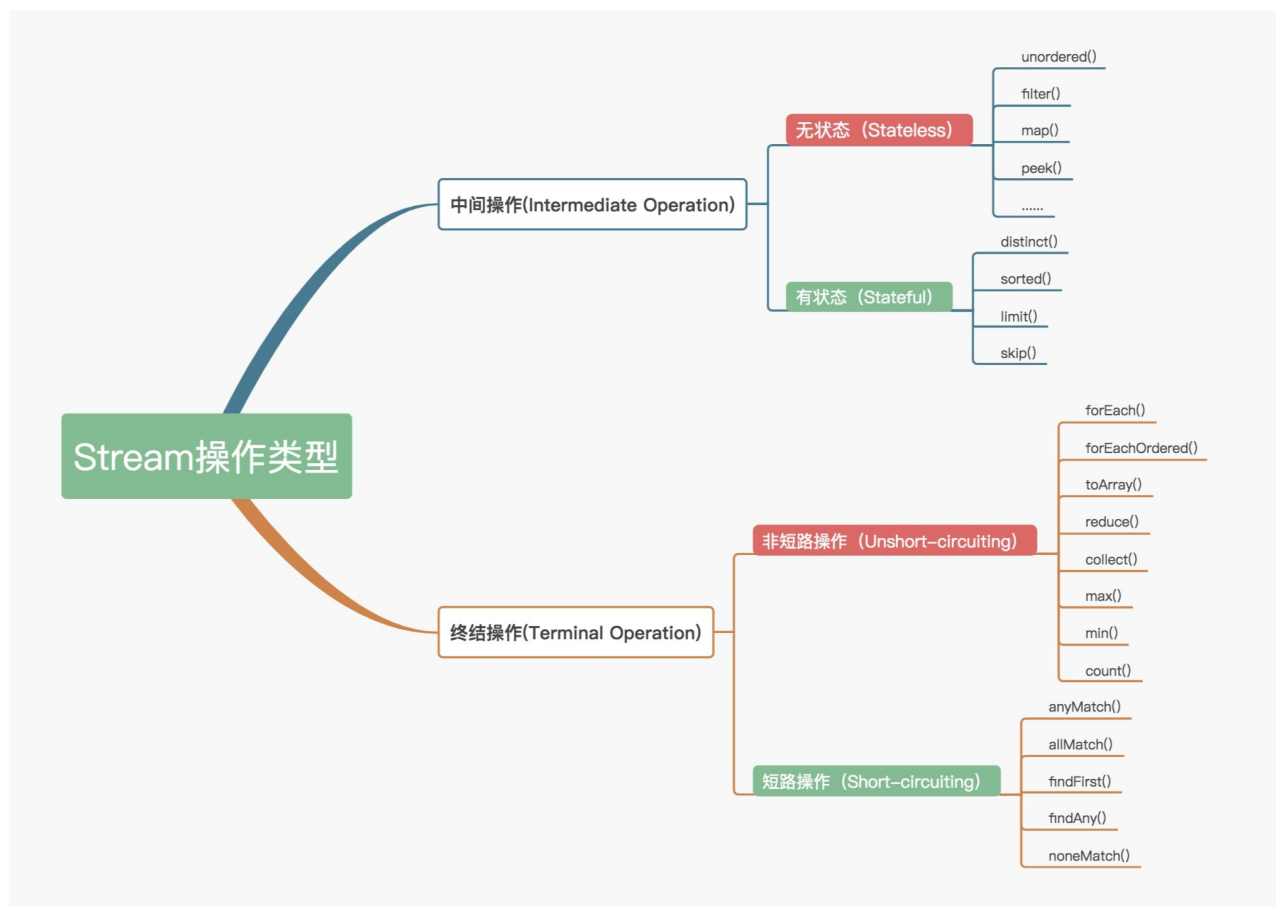 Stream操作类型
中间操作(Intermediate Operation)
无状态（Stateless）
unordered()
filter()
map()
peek()
......
有状态（Stateful）
distinct()
sorted()
limit()
skip()
终结操作(Terminal Operation)
非短路操作（Unshort-circuiting）
forEach()
forEachOrdered()
toArray()
reduce()
collect()
max()
min()
count()
短路操作（Short-circuiting）
anyMatch()
allMatch()
findFirst()
findAny()
noneMatch()